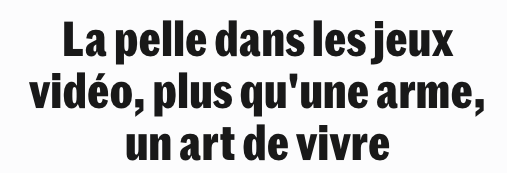 La pelle dans les jeux
vidéo, plus qu'une arme,
un art de vivre